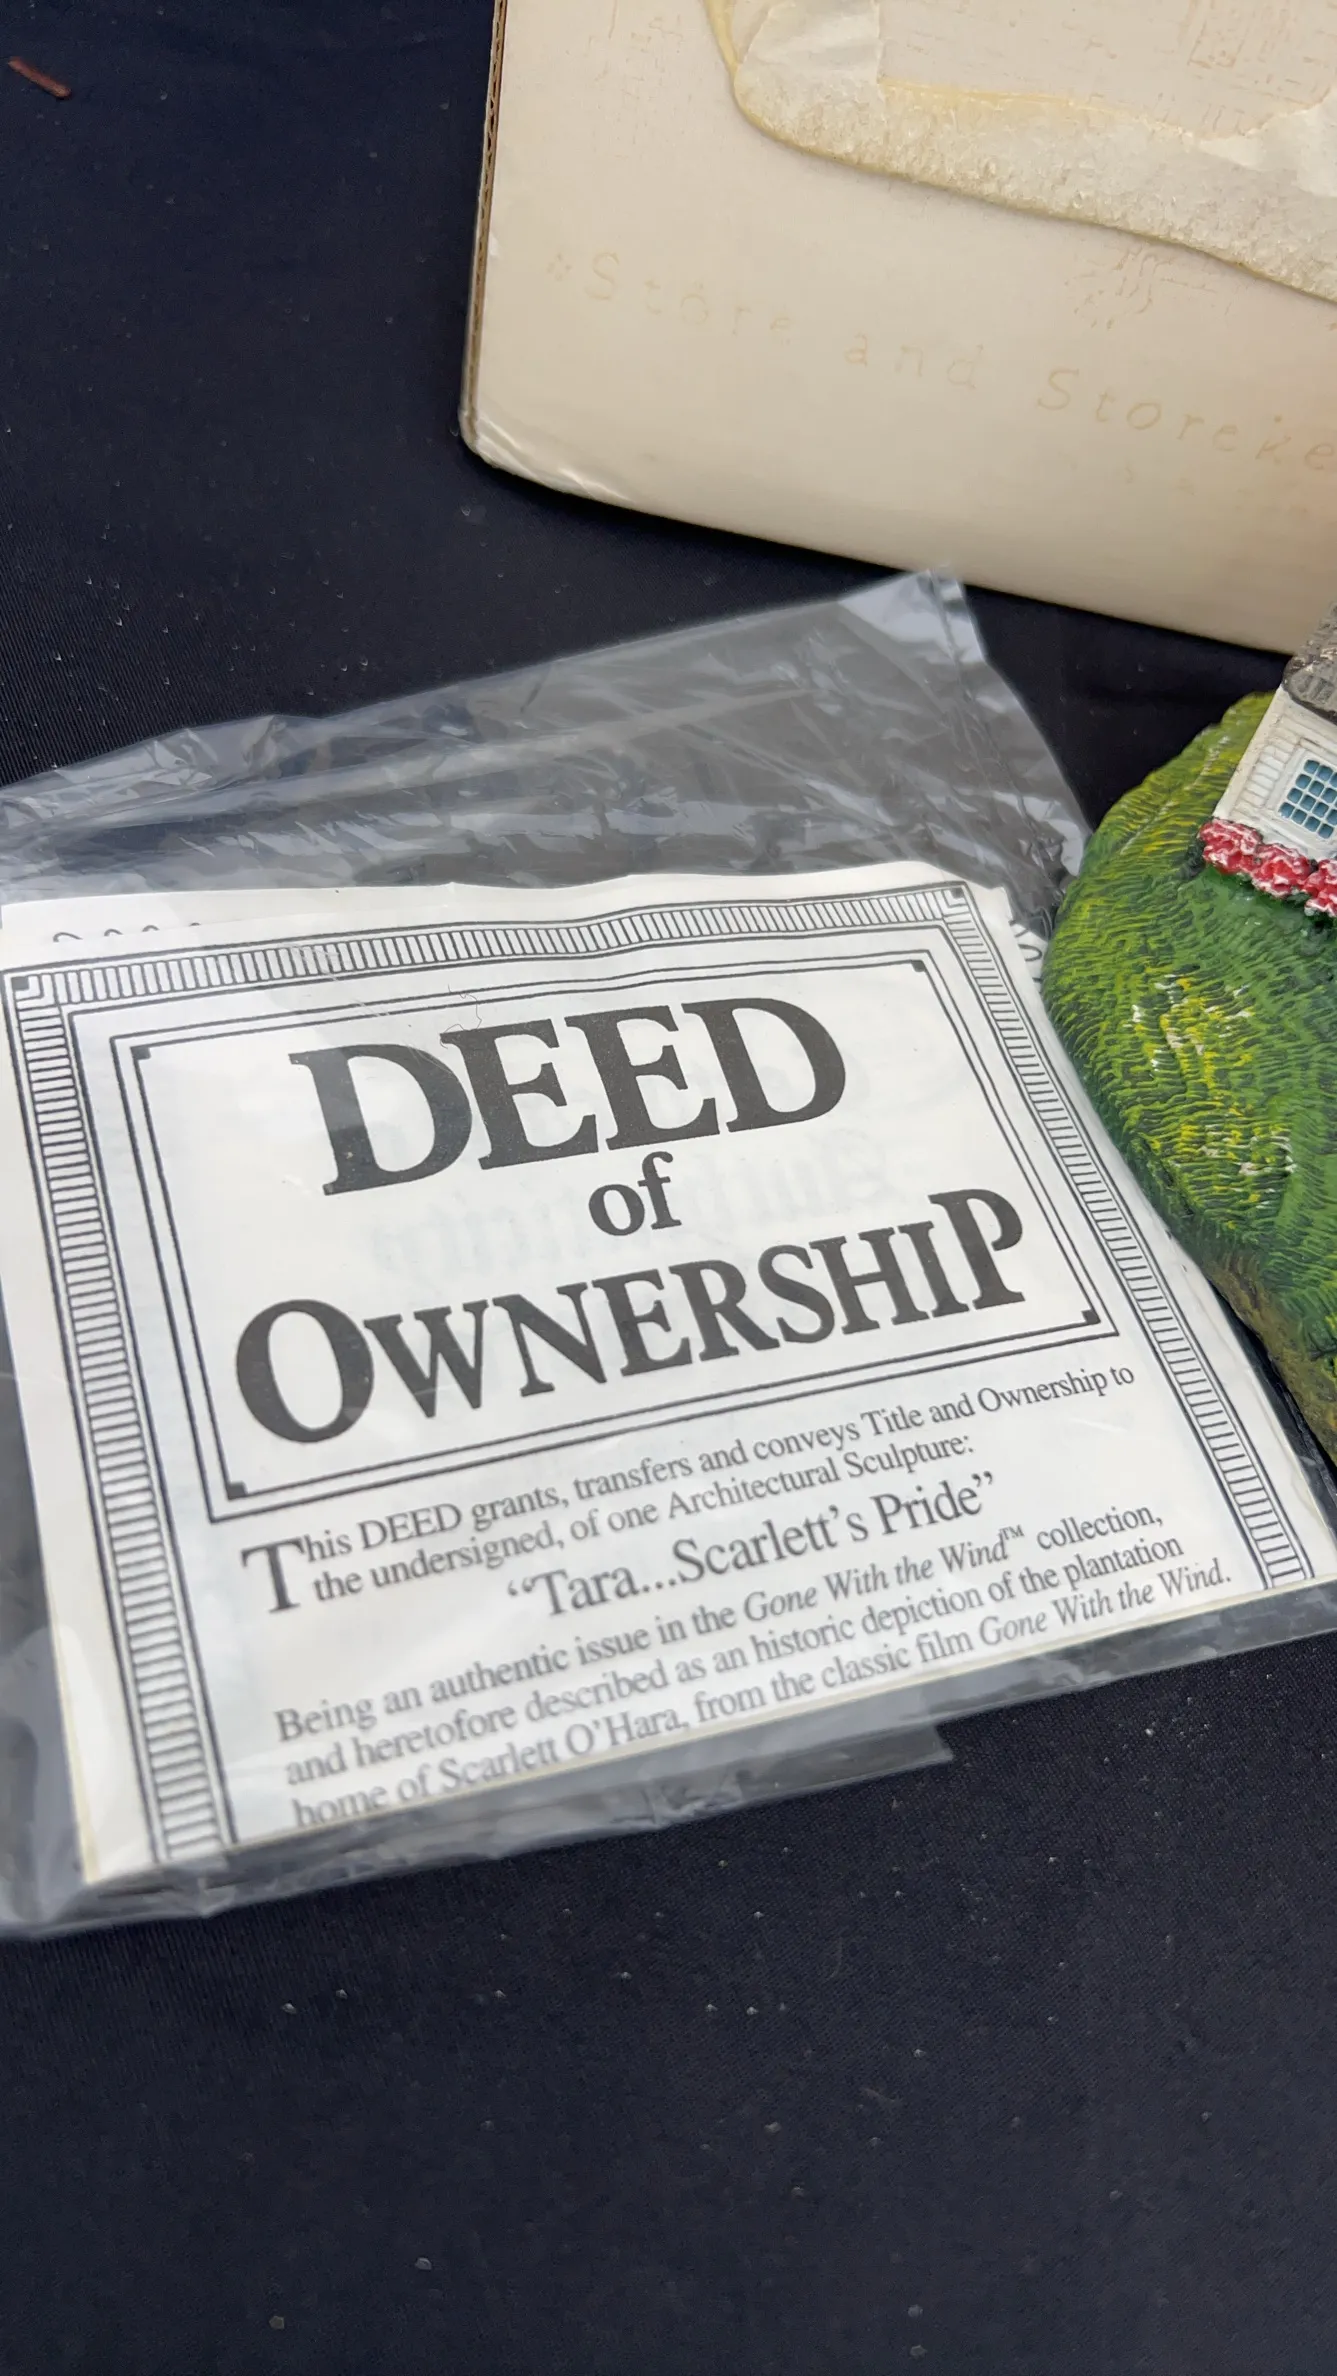 Store and
DEED
of
OWNERSHIP
This DEED grants, transfers and conveys Title and Ownership to
the undersigned, of one Architectural Sculpture:
“Tara...Scarlett’s Pride”
Being an authentic issue in the Gone With the Wind™ collection,
and heretofore described as an historic depiction of the plantation
home of Scarlett O’Hara, from the classic film Gone With the Wind.